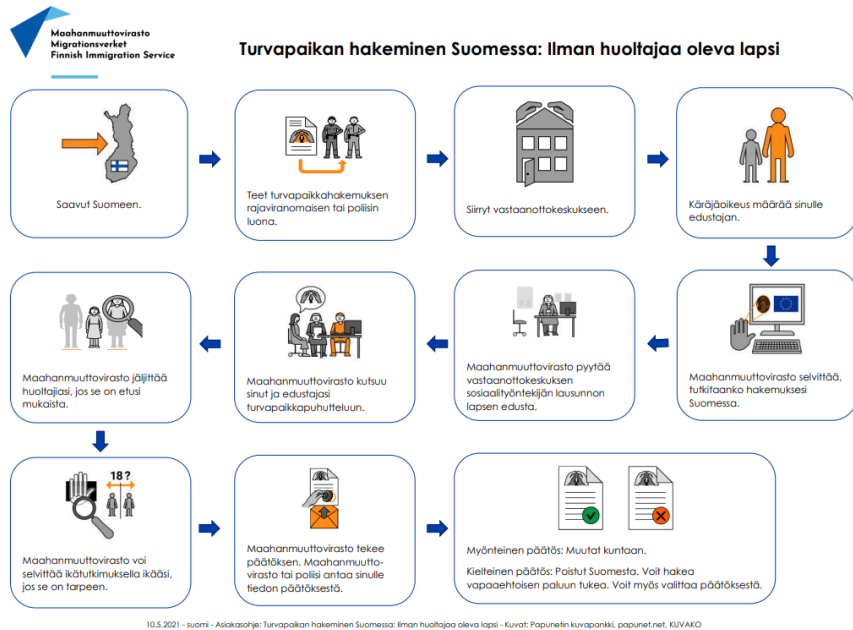 Maahanmuuttovirasto
Migrationsverket
Finnish Immigration Service
Turvapaikan hakeminen Suomessa: Ilman huoltajaa oleva lapsi
Saavut Suomeen.
Teet turvapaikkahakemuksen
rajaviranomaisen tai poliisin
luona.
Siirryt vastaanottokeskukseen.
Käräjäoikeus määrää sinulle
edustajan.
Maahanmuuttovirasto selvittää,
tutkitaanko hakemuksesi
Suomessa.
Maahanmuuttovirasto pyytää
vastaanottokeskuksen
sosiaalityöntekijän lausunnon
lapsen edusta.
Maahanmuuttovirasto kutsuu
sinut ja edustajasi
turvapaikkapuhutteluun.
Maahanmuuttovirasto jäljittää
huoltajiasi, jos se on etusi
mukaista.
18?
Maahanmuuttovirasto voi
selvittää ikätutkimuksella ikääsi,
jos se on tarpeen.
Maahanmuuttovirasto tekee
päätöksen. Maahanmuutto-
virasto tai poliisi antaa sinulle
tiedon päätöksestä.
Myönteinen päätös: Muutat kuntaan.
Kielteinen päätös: Poistut Suomesta. Voit hakea
vapaaehtoisen paluun tukea. Voit myös valittaa päätöksestä.
10.5.2021 - suomi - Asiakasohje: Turvapaikan hakeminen Suomessa: Ilman huoltajaa oleva lapsi - Kuvat: Papunetin kuvapankki, papunet.net, KUVAKO